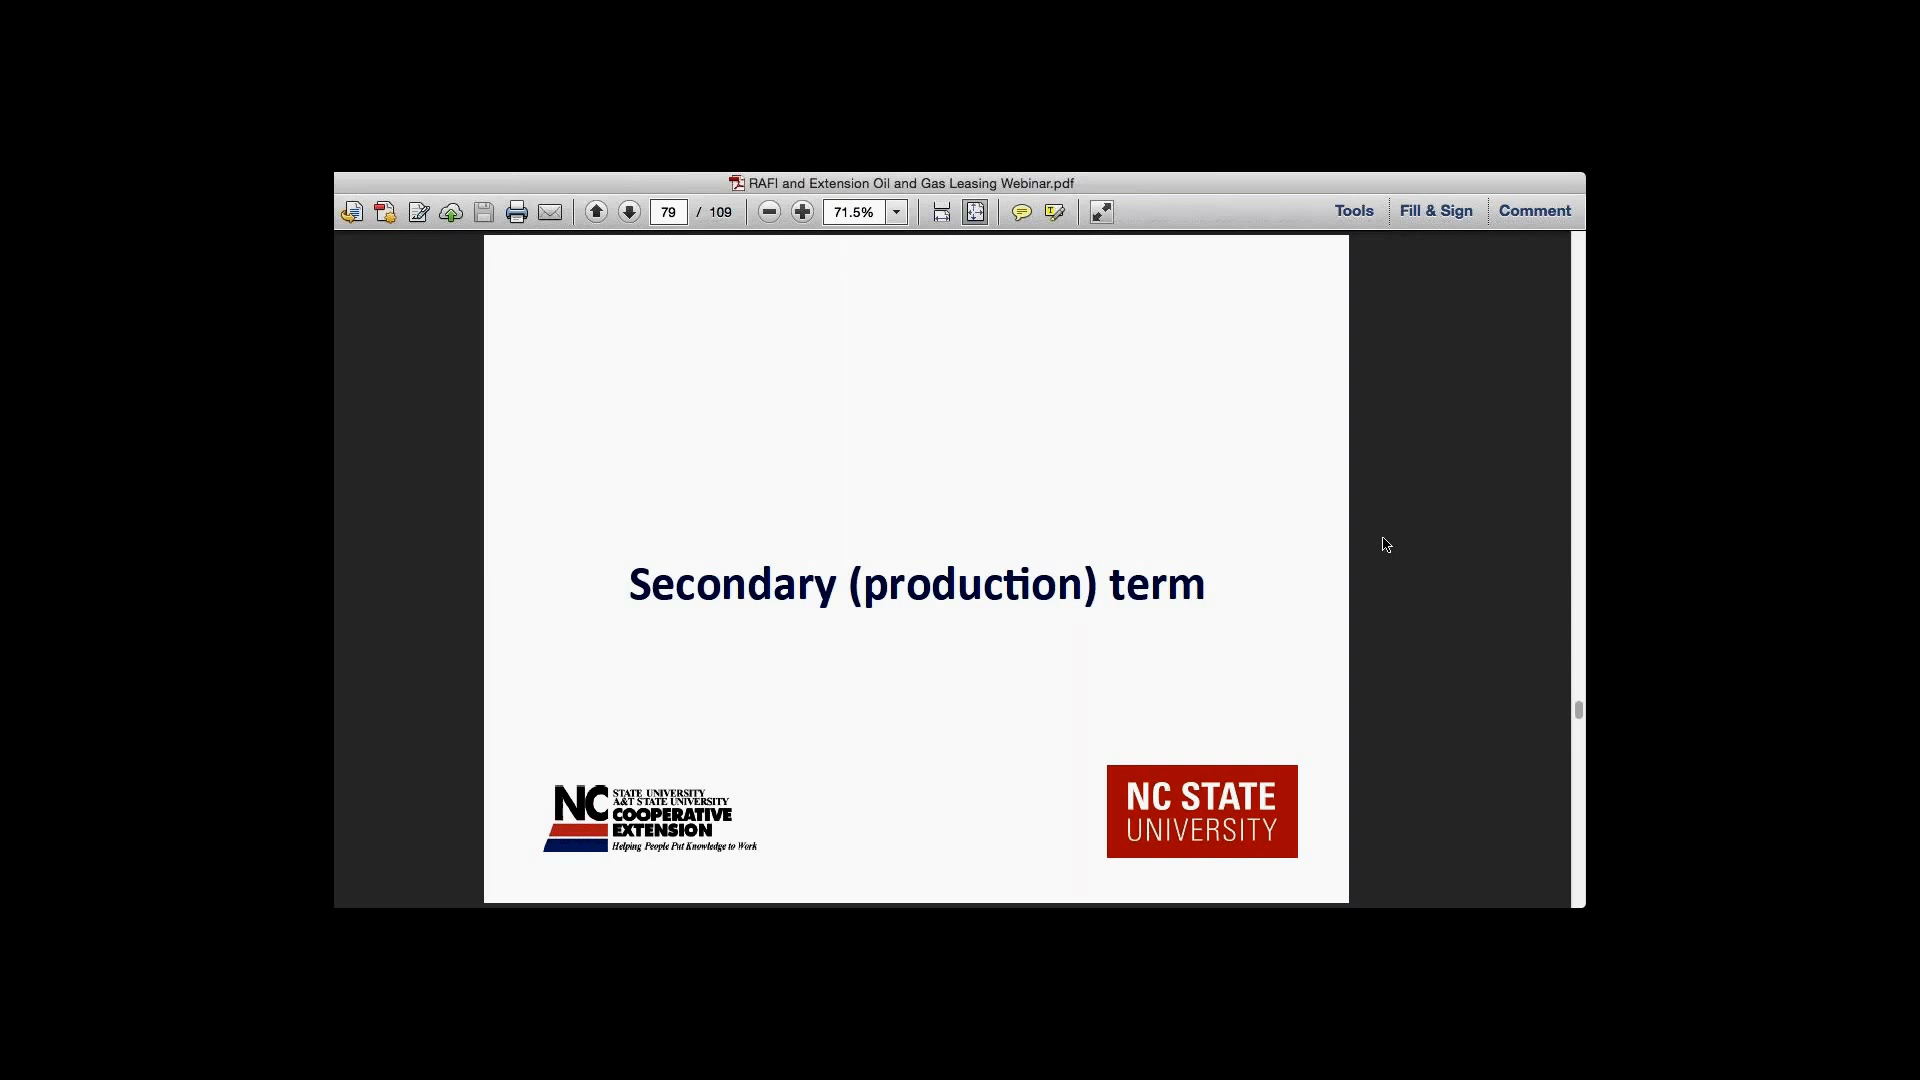 RAFI and Extension Oil and Gas Leasing Webinar.pdf
79 / 109 71.5% Tools Fill & Sign Comment
Secondary (production) term
NC STATE UNIVERSITY
A&T STATE UNIVERSITY
COOPERATIVE
EXTENSION
Helping People Put Knowledge to Work
NC STATE
UNIVERSITY